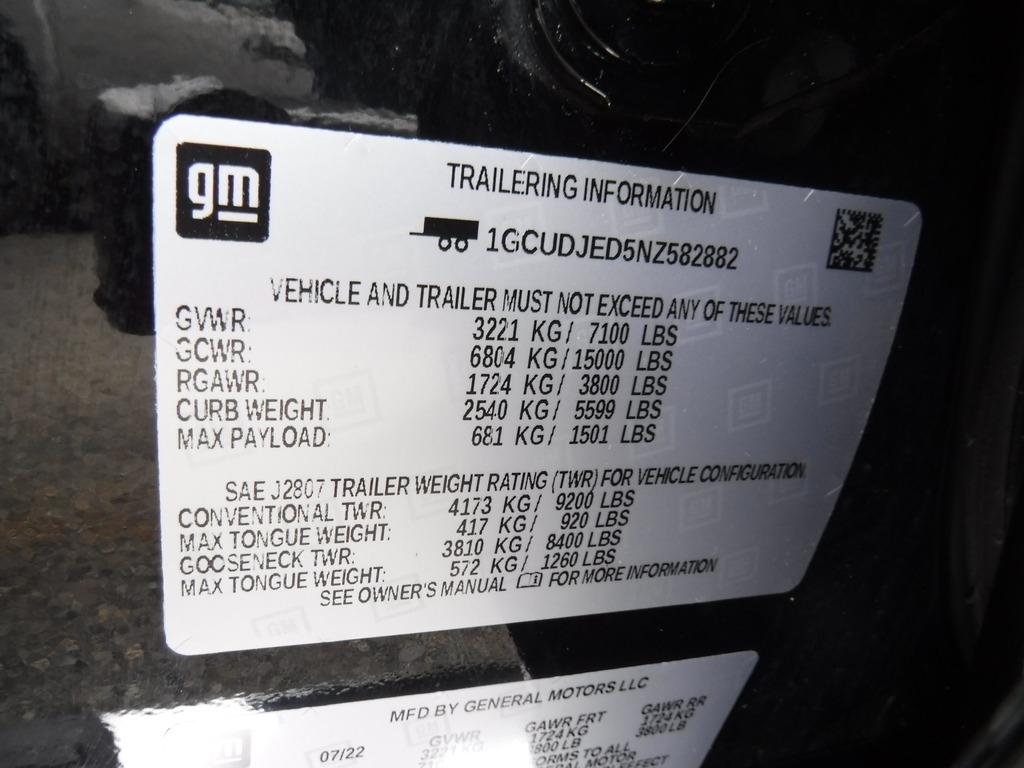 gm
TRAILERING INFORMATION
1GCUDJED5NZ582882
VEHICLE AND TRAILER MUST NOT EXCEED ANY OF THESE VALUES.
GVWR: 3221 KG/ 7100 LBS
GCWR: 6804 KG/15000 LBS
RGAWR: 1724 KG/ 3800 LBS
CURB WEIGHT: 2540 KG/ 5599 LBS
MAX PAYLOAD: 681 KG/ 1501 LBS
SAE J2807 TRAILER WEIGHT RATING (TWR) FOR VEHICLE CONFIGURATION
CONVENTIONAL TWR: 4173 KG/ 9200 LBS
MAX TONGUE WEIGHT: 417 KG/ 920 LBS
GOOSENECK TWR: 3810 KG/ 8400 LBS
MAX TONGUE WEIGHT: 572 KG/ 1260 LBS
SEE OWNER'S MANUAL FOR MORE INFORMATION
MFD BY GENERAL MOTORS LLC
07/22 GVWR GAWR FRT GAWR RR
3221 KG 1724 KG 1724 KG
3800 LB 3800 LB
TO ALL